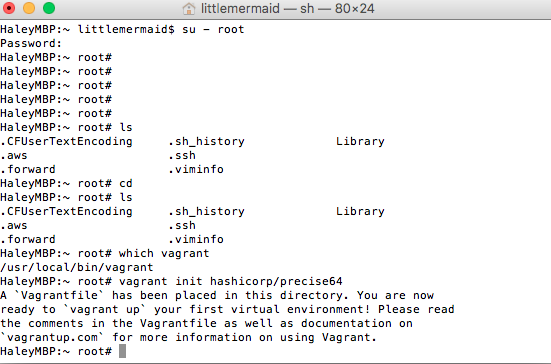 littlemermaid — sh — 80×24
HaleyMBP:~ littlemermaid$ su - root
Password:
HaleyMBP:~ root#
HaleyMBP:~ root#
HaleyMBP:~ root#
HaleyMBP:~ root#
HaleyMBP:~ root#
HaleyMBP:~ root# ls
.CFUserTextEncoding .sh_history Library
.aws .ssh
.forward .viminfo
HaleyMBP:~ root# cd
HaleyMBP:~ root# ls
.CFUserTextEncoding .sh_history Library
.aws .ssh
.forward .viminfo
HaleyMBP:~ root# which vagrant
/usr/local/bin/vagrant
HaleyMBP:~ root# vagrant init hashicorp/precise64
A `Vagrantfile` has been placed in this directory. You are now
ready to `vagrant up` your first virtual environment! Please read
the comments in the Vagrantfile as well as documentation on
`vagrantup.com` for more information on using Vagrant.
HaleyMBP:~ root#